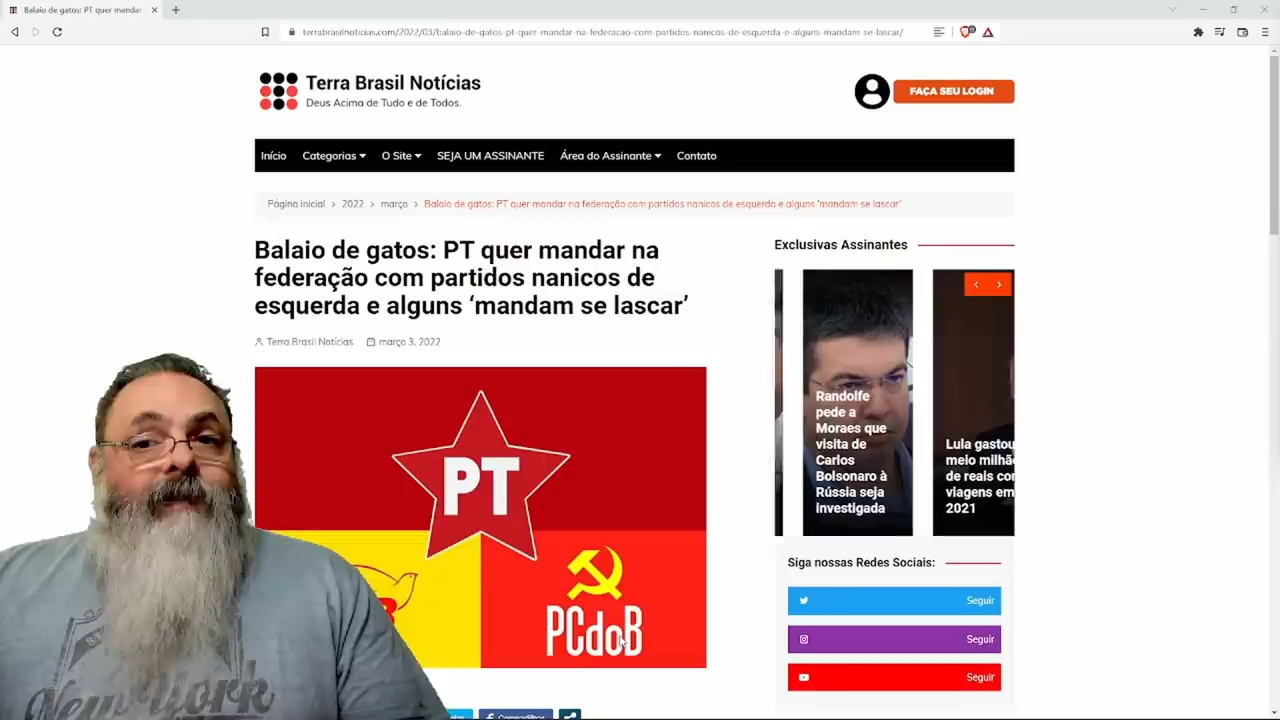 Balaio de gatos: PT quer mandar
terrabrasilnoticias.com/2022/03/balaio-de-gatos-pt-quer-mandar-na-federacao-com-partidos-nanicos-de-esquerda-e-alguns-mandam-se-lascar/
Terra Brasil Notícias
Deus Acima de Tudo e de Todos.
FAÇA SEU LOGIN
Início Categorias O Site SEJA UM ASSINANTE Área do Assinante Contato
Página inicial > 2022 > março > Balaio de gatos: PT quer mandar na federação com partidos nanicos de esquerda e alguns 'mandam se lascar'
Balaio de gatos: PT quer mandar na
federação com partidos nanicos de
esquerda e alguns ‘mandam se lascar’
Terra Brasil Notícias março 3, 2022
PT
PCdoB
Exclusivas Assinantes
Randolfe
pede a
Moraes que
visita de
Carlos
Bolsonaro à
Rússia seja
investigada
Lula gastou
meio milhã
de reais co
viagens em
2021
Siga nossas Redes Sociais:
Seguir
Seguir
Seguir